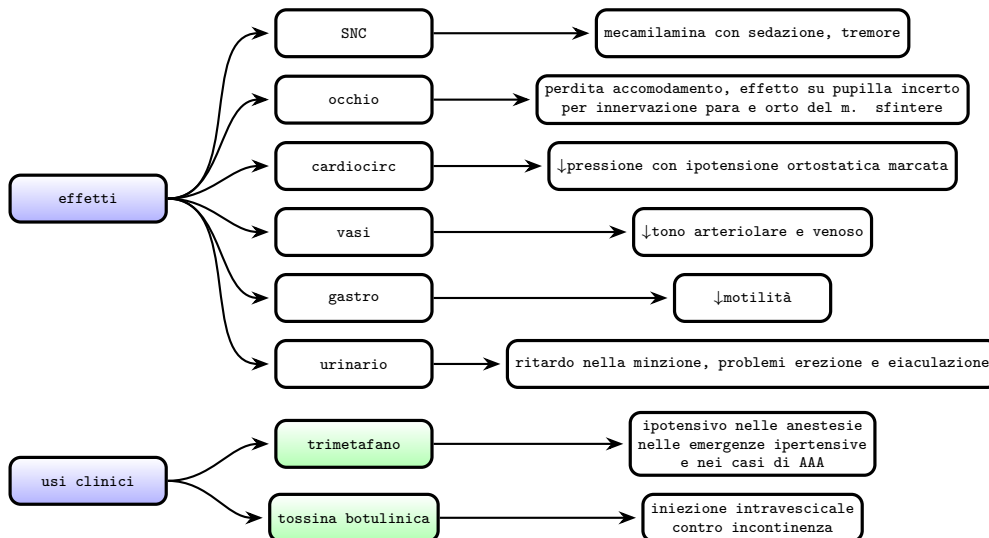 SNC
mecamilamina con sedazione, tremore
occhio
perdita accomodamento, effetto su pupilla incerto
per innervazione para e orto del m. sfintere
cardiocirc
↓pressione con ipotensione ortostatica marcata
effetti
vasi
↓tono arteriolare e venoso
gastro
↓motilità
urinario
ritardo nella minzione, problemi erezione e eiaculazione
trimetafano
ipotensivo nelle anestesie
nelle emergenze ipertensive
e nei casi di AAA
usi clinici
tossina botulinica
iniezione intravescicale
contro incontinenza